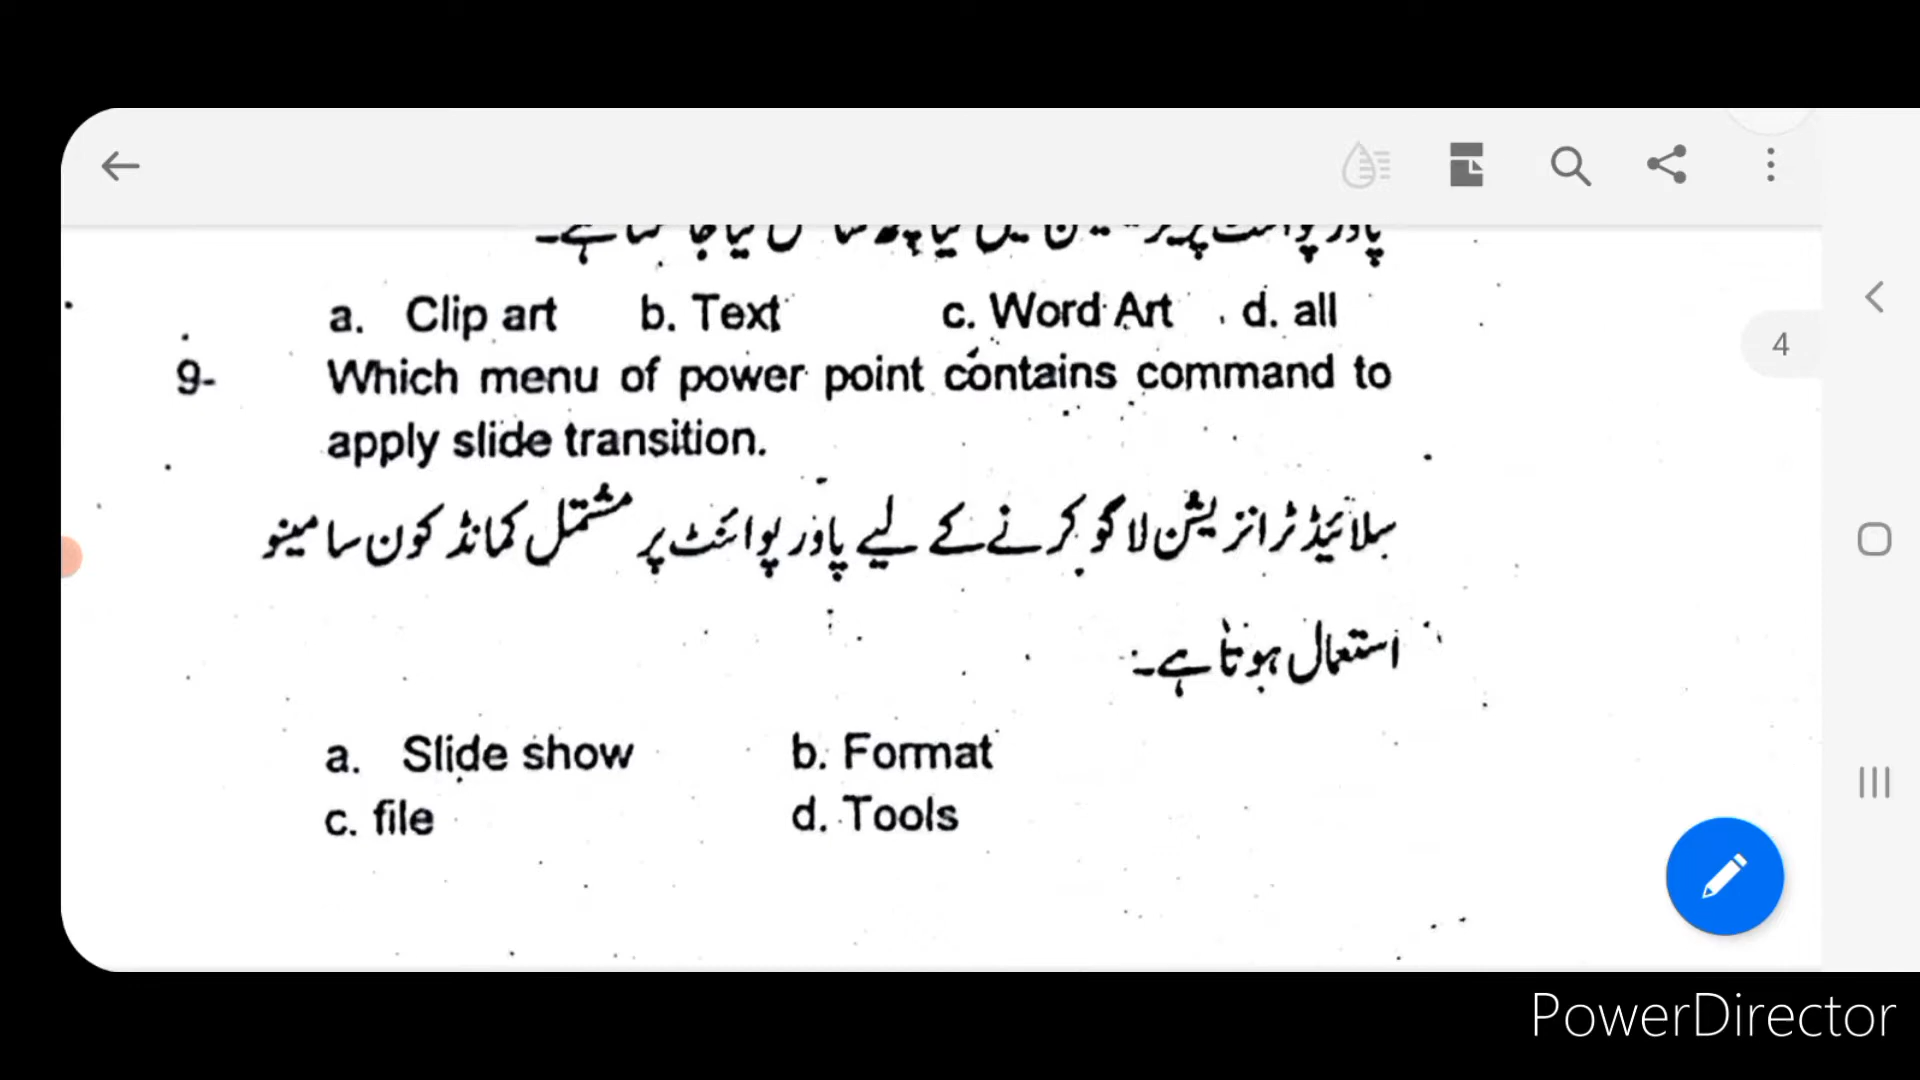 a. Clip art b. Text c. Word Art d. all
4
9- Which menu of power point contains command to
apply slide transition.
سلائیڈ ٹرانزیشن لاگو کرنے کے لیے پاور پوائنٹ پر مشتمل کمانڈ کون سا مینو
استعمال ہوتا ہے۔
a. Slide show b. Format
c. file d. Tools
PowerDirector